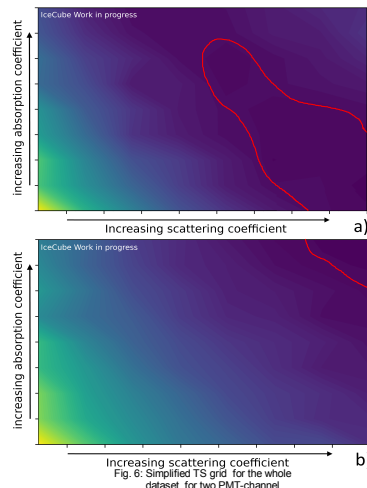 IceCube Work in progress
increasing absorption coefficient
Increasing scattering coefficient
a)
IceCube Work in progress
increasing absorption coefficient
Increasing scattering coefficient
b
Fig. 6: Simplified TS grid for the whole
dataset for two PMT-channel